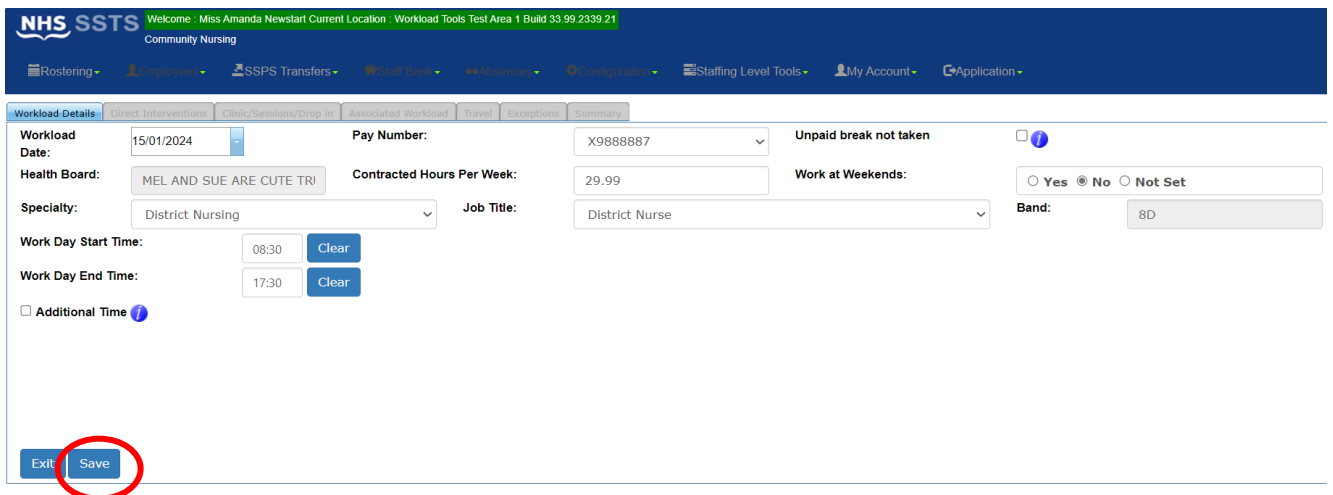 NHS SSTS Welcome : Miss Amanda Newstart Current Location : Workload Tools Test Area 1 Build 33.99.2339.21
Community Nursing
Rostering Employees SSPS Transfers Staff Bank Absences Configuration Staffing Level Tools My Account Application
Workload Details Direct Interventions Clinic/Sessions/Drop in Associated Workload Travel Exceptions Summary
Workload Date: 15/01/2024 Pay Number: X9888887 Unpaid break not taken
Health Board: MEL AND SUE ARE CUTE TRU Contracted Hours Per Week: 29.99 Work at Weekends: Yes No Not Set
Specialty: District Nursing Job Title: District Nurse Band: 8D
Work Day Start Time: 08:30 Clear
Work Day End Time: 17:30 Clear
Additional Time
Exit Save